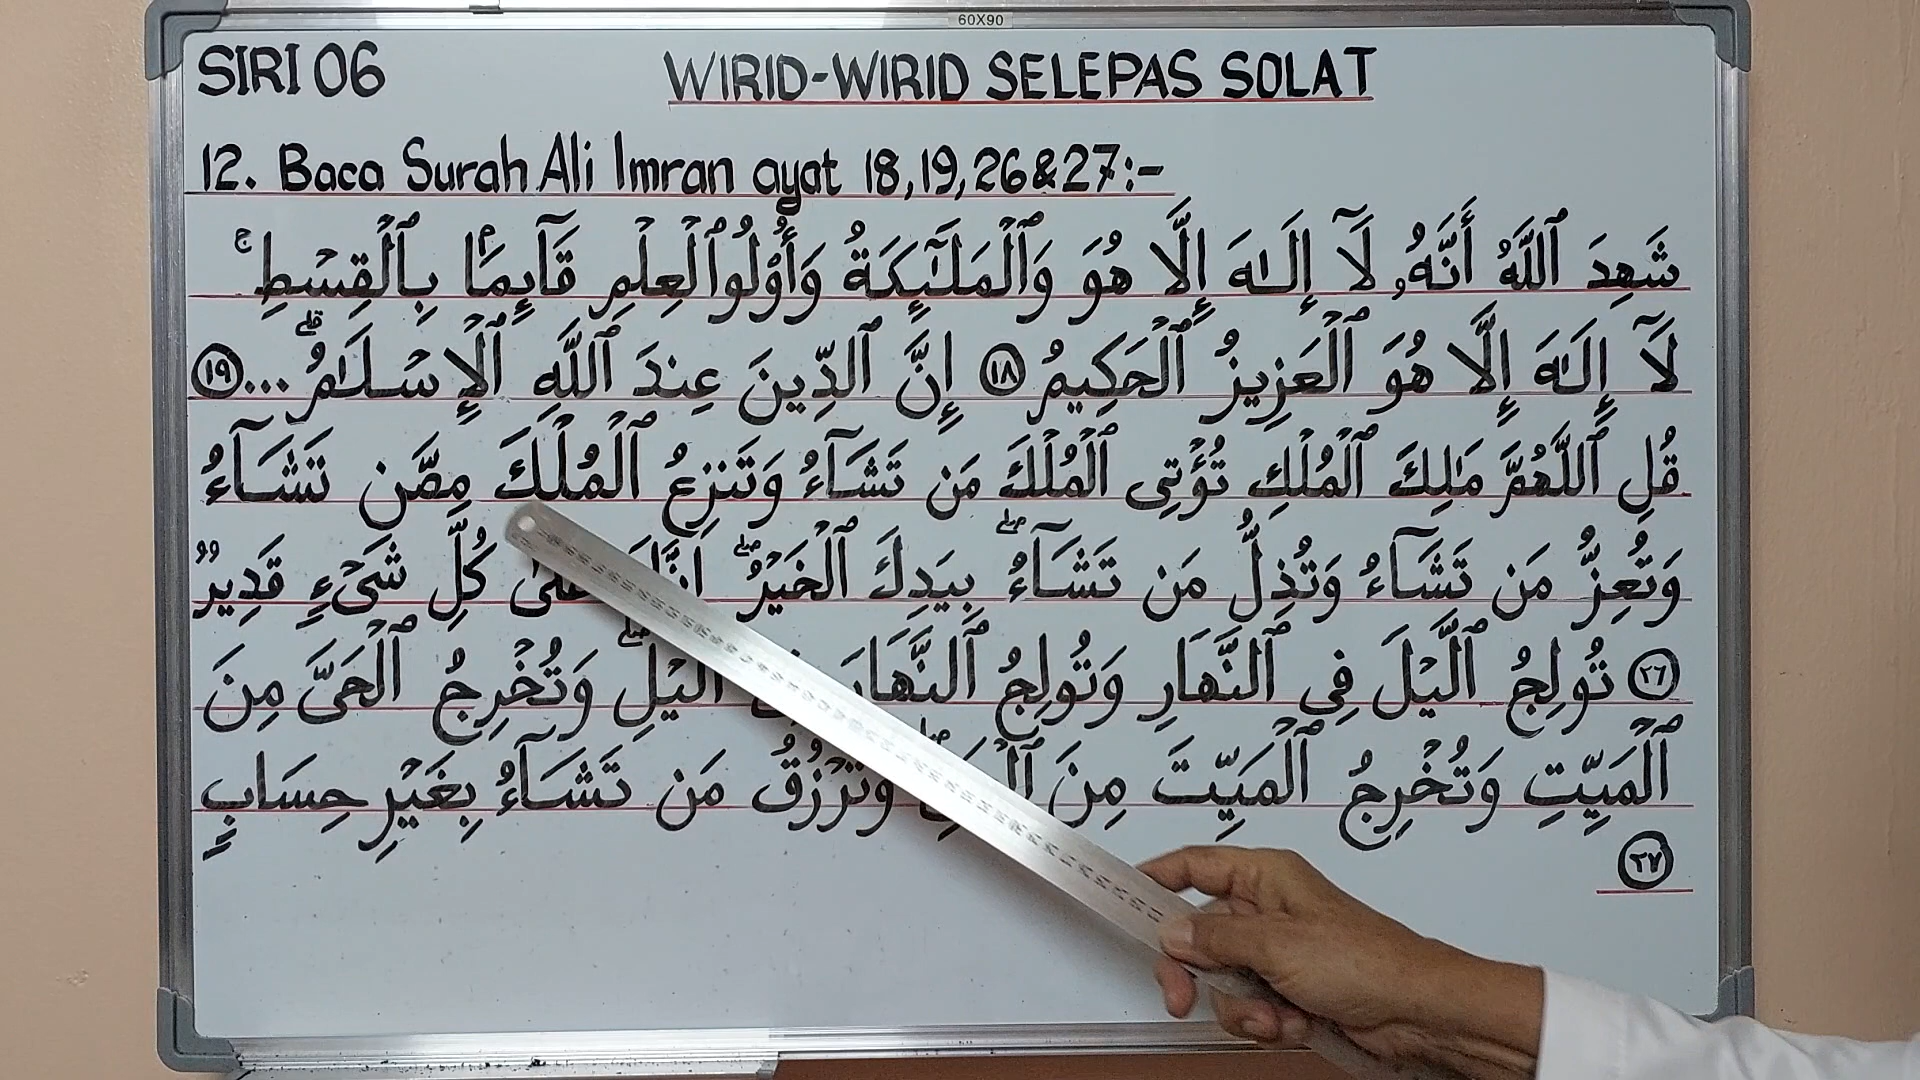 60X90
SIRI 06
WIRID-WIRID SELEPAS SOLAT
12. Baca Surah Ali Imran ayat 18,19,26&27:-
شَهِدَ ٱللَّهُ أَنَّهُۥ لَآ إِلَـٰهَ إِلَّا هُوَ وَٱلْمَلَـٰٓئِكَةُ وَأُو۟لُوا۟ ٱلْعِلْمِ قَآئِمًۢا بِٱلْقِسْطِ ۚ
لَآ إِلَـٰهَ إِلَّا هُوَ ٱلْعَزِيزُ ٱلْحَكِيمُ ١٨ إِنَّ ٱلدِّينَ عِندَ ٱللَّهِ ٱلْإِسْلَـٰمُ ۗ ... ١٩
قُلِ ٱللَّهُمَّ مَـٰلِكَ ٱلْمُلْكِ تُؤْتِى ٱلْمُلْكَ مَن تَشَآءُ وَتَنزِعُ ٱلْمُلْكَ مِمَّن تَشَآءُ
وَتُعِزُّ مَن تَشَآءُ وَتُذِلُّ مَن تَشَآءُ ۖ بِيَدِكَ ٱلْخَيْرُ ۖ كُلِّ شَىْءٍ قَدِيرٌ
٢٦ تُولِجُ ٱلَّيْلَ فِى ٱلنَّهَارِ وَتُولِجُ ٱلنَّهَارَ ٱلَّيْلِ ۖ وَتُخْرِجُ ٱلْحَىَّ مِنَ
ٱلْمَيِّتِ وَتُخْرِجُ ٱلْمَيِّتَ مِنَ وَتَرْزُقُ مَن تَشَآءُ بِغَيْرِ حِسَابٍ
٢٧